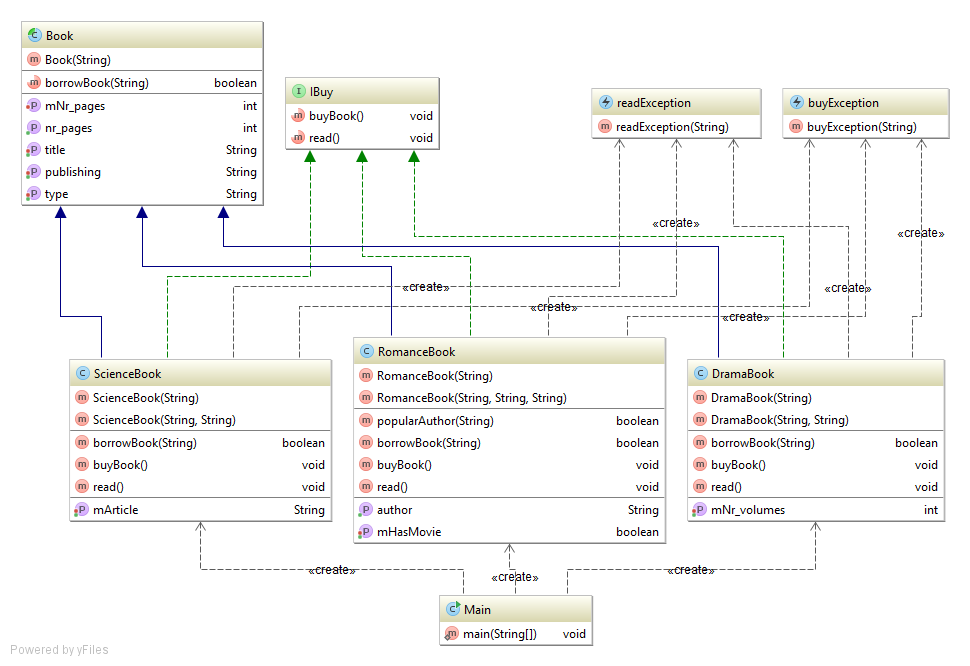 Book
Book(String)
borrowBook(String) boolean
mNr_pages int
nr_pages int
title String
publishing String
type String
I IBuy
buyBook() void
read() void
readException
readException(String)
buyException
buyException(String)
«create»
«create»
«create»
«create»
«create»
«create»
C ScienceBook
m ScienceBook(String)
m ScienceBook(String, String)
m borrowBook(String) boolean
m buyBook() void
m read() void
P mArticle String
C RomanceBook
m RomanceBook(String)
m RomanceBook(String, String, String)
m popularAuthor(String) boolean
m borrowBook(String) boolean
m buyBook() void
m read() void
P author String
P mHasMovie boolean
C DramaBook
m DramaBook(String)
m DramaBook(String, String)
m borrowBook(String) boolean
m buyBook() void
m read() void
P mNr_volumes int
«create»
«create»
«create»
C Main
m main(String[]) void
Powered by yFiles